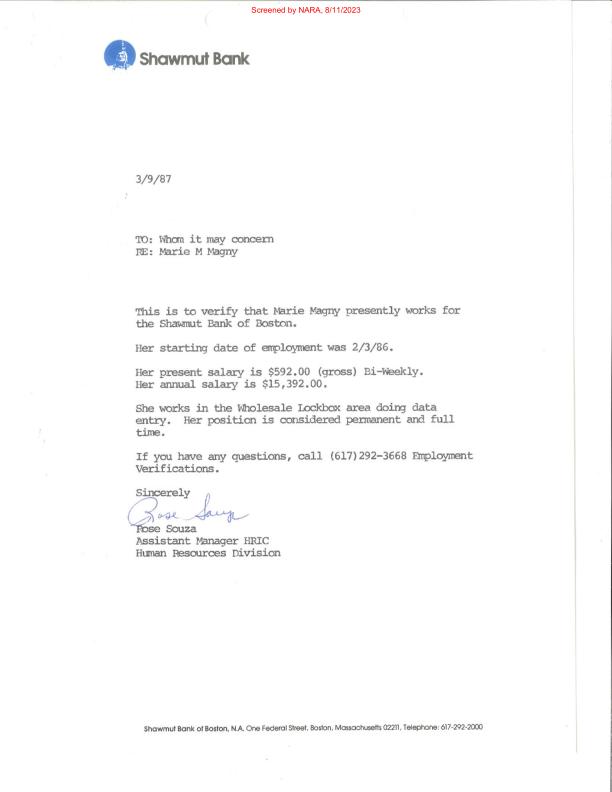 Screened by NARA, 8/11/2023
Shawmut Bank
3/9/87
TO: Whom it may concern
RE: Marie M Magny
This is to verify that Marie Magny presently works for
the Shawmut Bank of Boston.
Her starting date of employment was 2/3/86.
Her present salary is $592.00 (gross) Bi-Weekly.
Her annual salary is $15,392.00.
She works in the Wholesale Lockbox area doing data
entry.  Her position is considered permanent and full
time.
If you have any questions, call (617)292-3668 Employment
Verifications.
Sincerely
Rose Souza
Rose Souza
Assistant Manager HRIC
Human Resources Division
Shawmut Bank of Boston, N.A. One Federal Street, Boston, Massachusetts 02211, Telephone: 617-292-2000